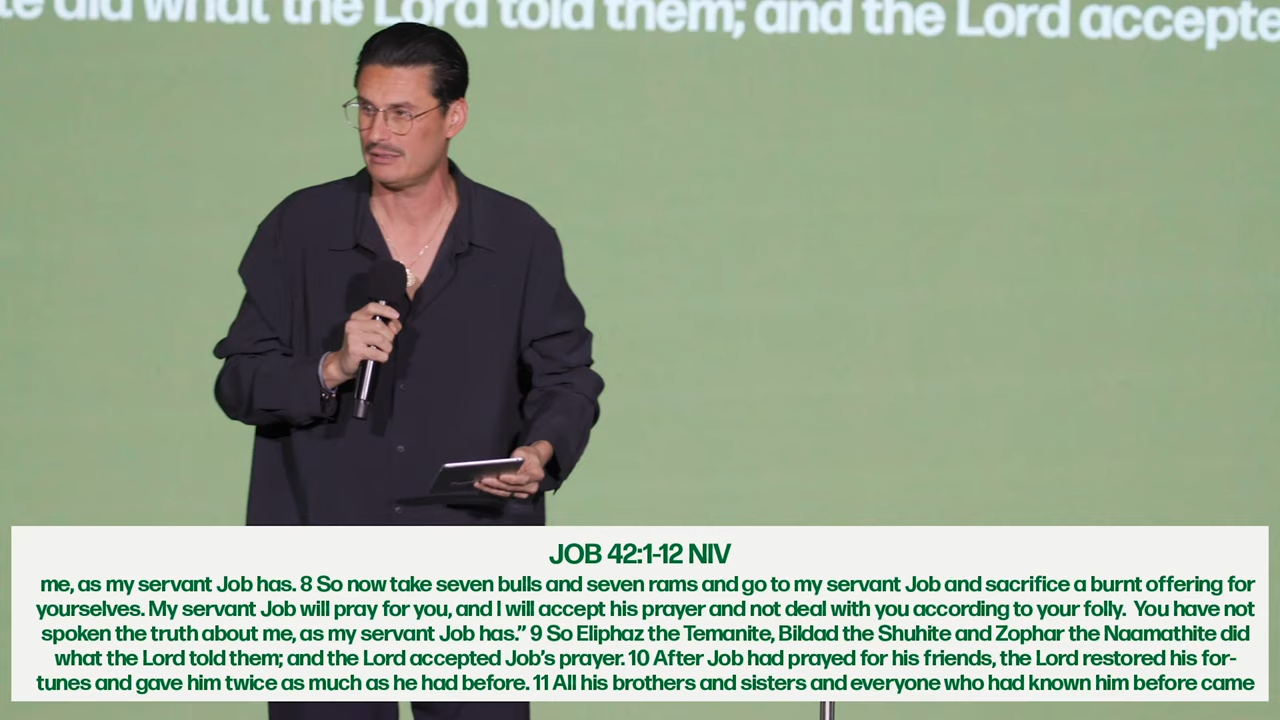 te did what the Lord told them; and the Lord accepte
JOB 42:1-12 NIV
me, as my servant Job has. 8 So now take seven bulls and seven rams and go to my servant Job and sacrifice a burnt offering for
yourselves. My servant Job will pray for you, and I will accept his prayer and not deal with you according to your folly.  You have not
spoken the truth about me, as my servant Job has.” 9 So Eliphaz the Temanite, Bildad the Shuhite and Zophar the Naamathite did
what the Lord told them; and the Lord accepted Job’s prayer. 10 After Job had prayed for his friends, the Lord restored his for-
tunes and gave him twice as much as he had before. 11 All his brothers and sisters and everyone who had known him before came